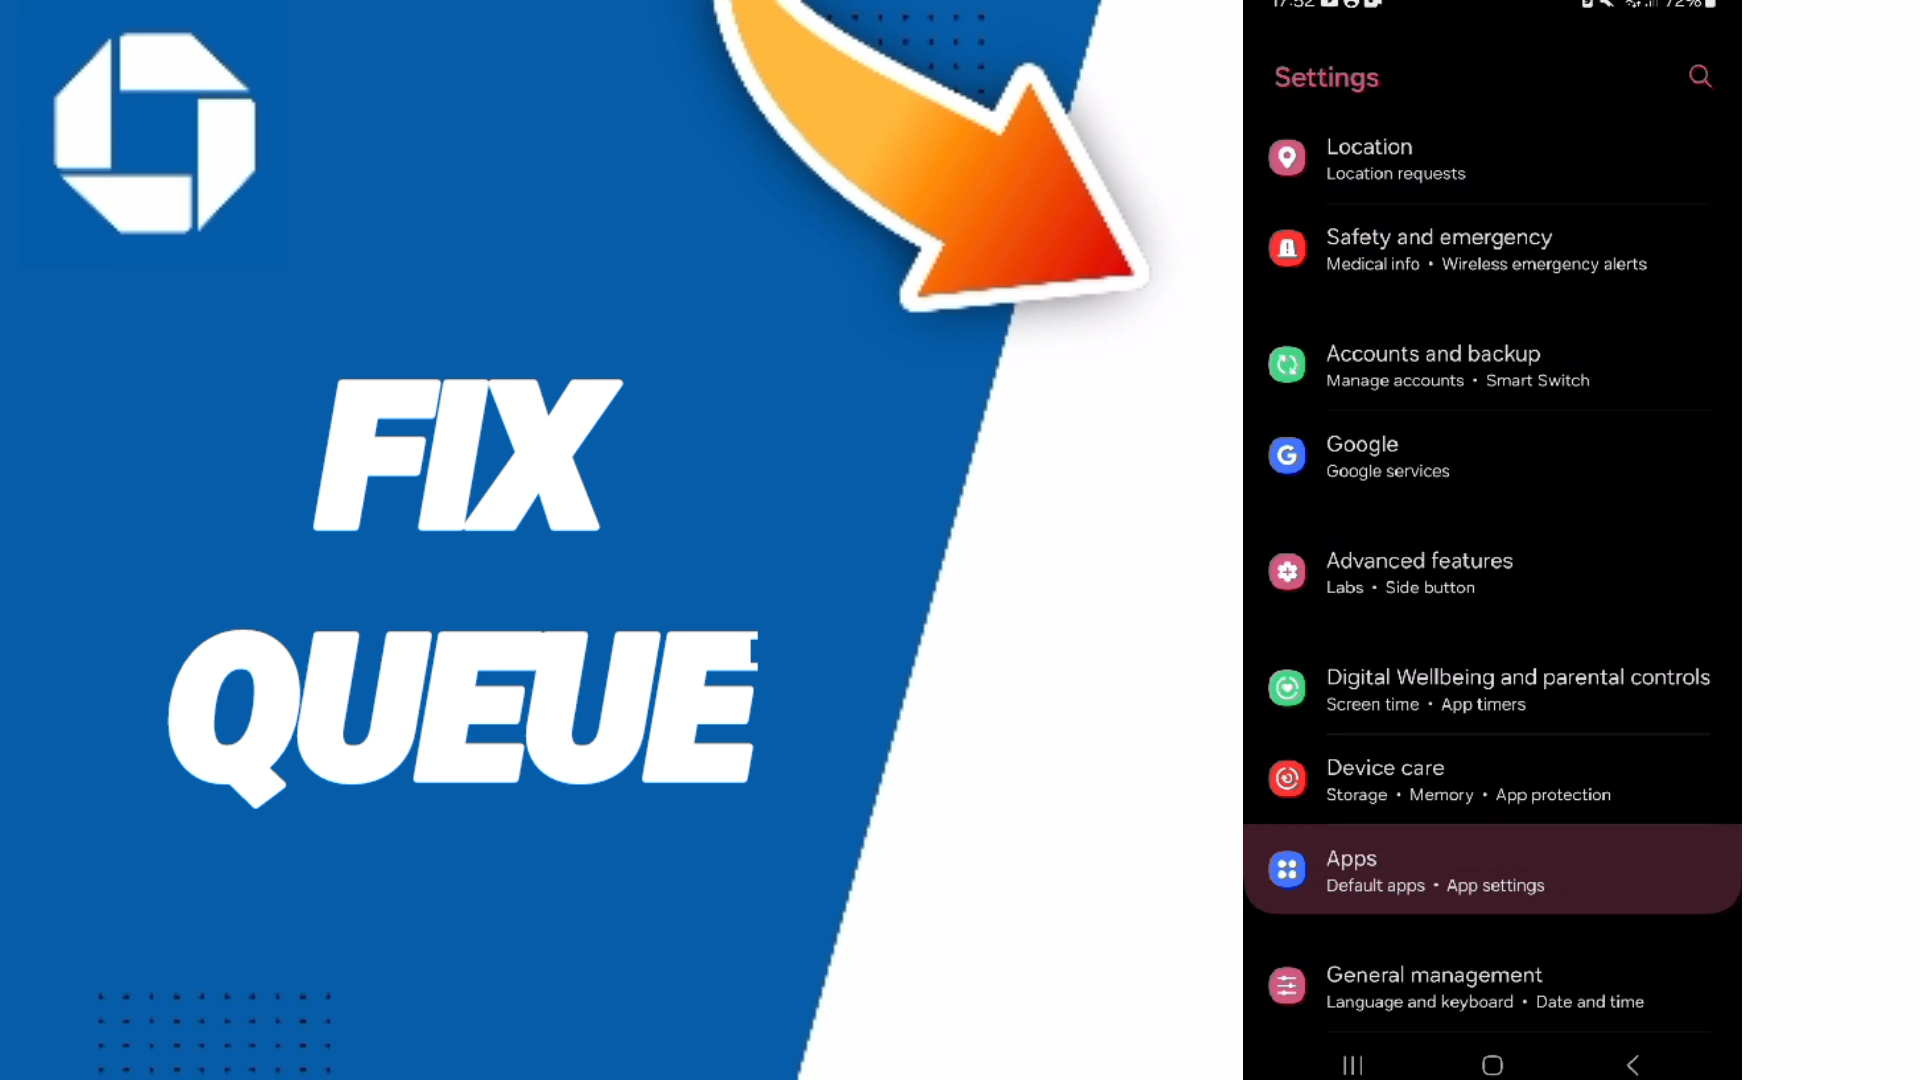 FIX
QUEUE
17:52
72%
Settings
Location
Location requests
Safety and emergency
Medical info • Wireless emergency alerts
Accounts and backup
Manage accounts • Smart Switch
Google
Google services
Advanced features
Labs • Side button
Digital Wellbeing and parental controls
Screen time • App timers
Device care
Storage • Memory • App protection
Apps
Default apps • App settings
General management
Language and keyboard • Date and time